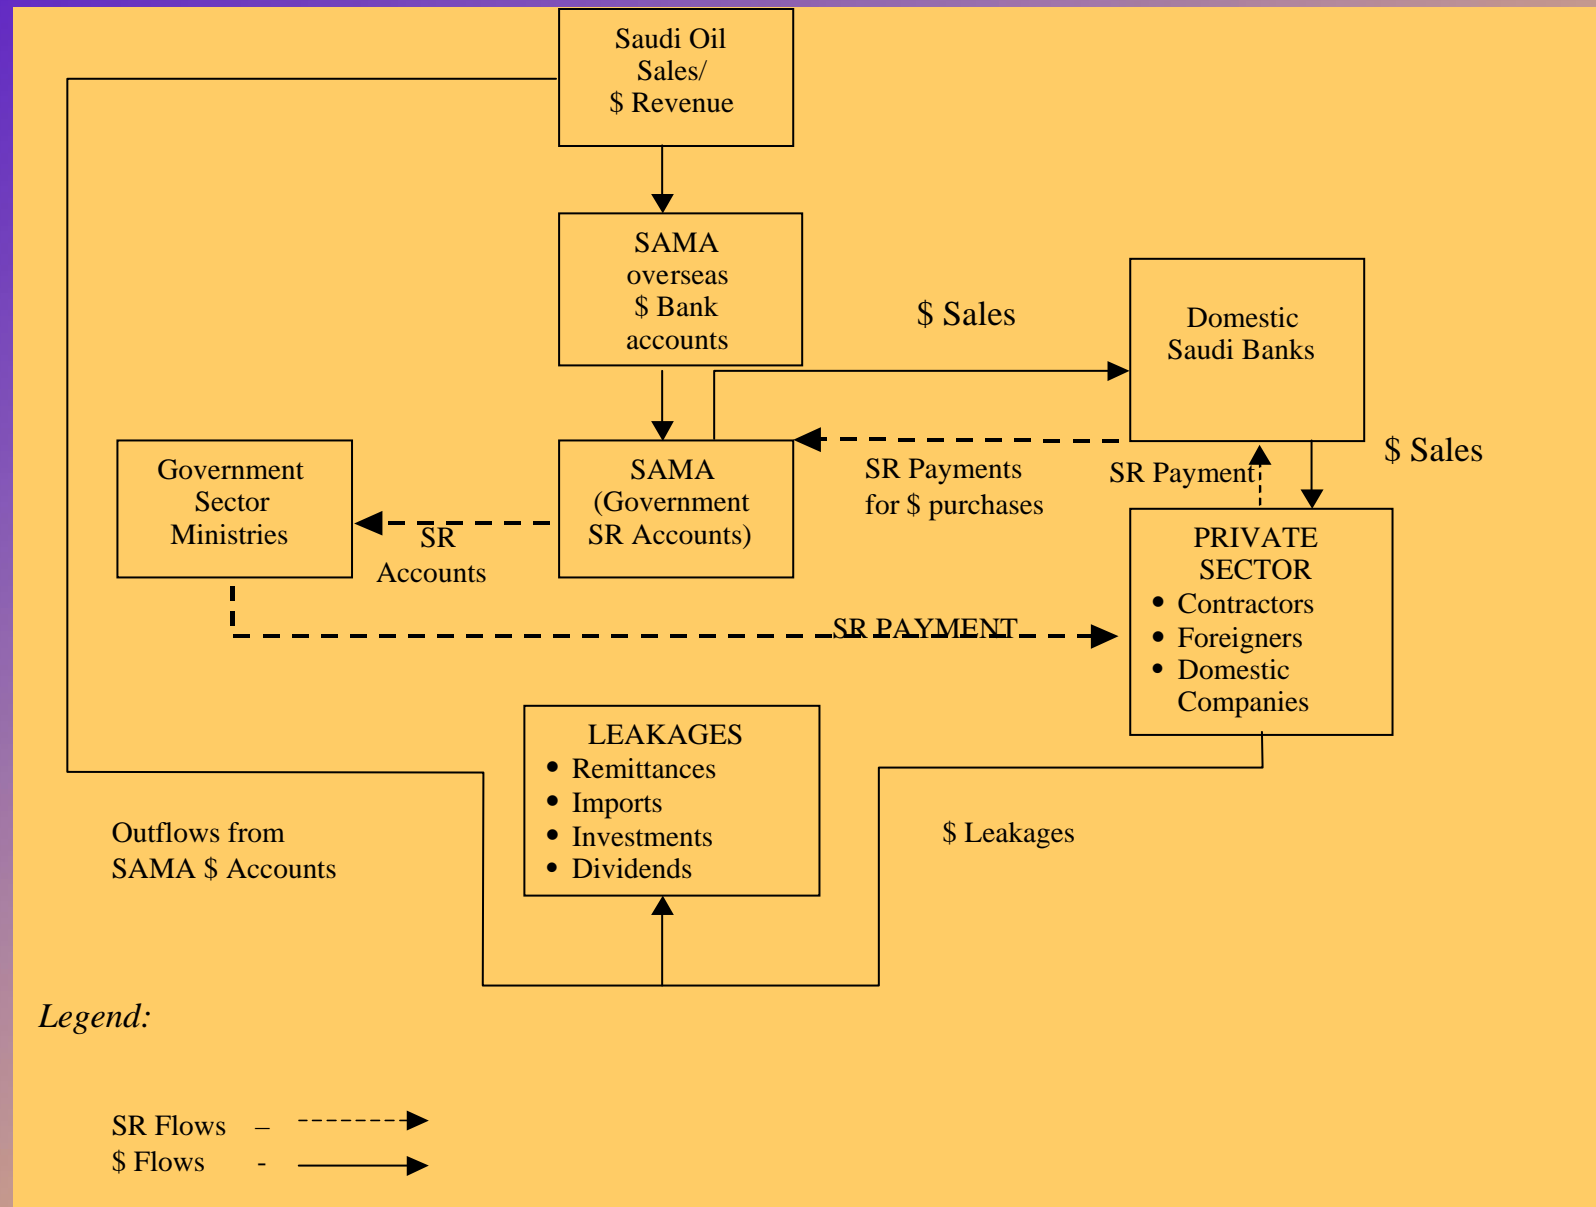 Saudi Oil
Sales/
$ Revenue
SAMA
overseas
$ Bank
accounts
$ Sales
Domestic
Saudi Banks
$ Sales
Government
Sector
Ministries
SR
Accounts
SAMA
(Government
SR Accounts)
SR Payments
for $ purchases
SR Payment
PRIVATE
SECTOR
• Contractors
• Foreigners
• Domestic
Companies
SR PAYMENT
LEAKAGES
• Remittances
• Imports
• Investments
• Dividends
Outflows from
SAMA $ Accounts
$ Leakages
Legend:
SR Flows –
$ Flows -